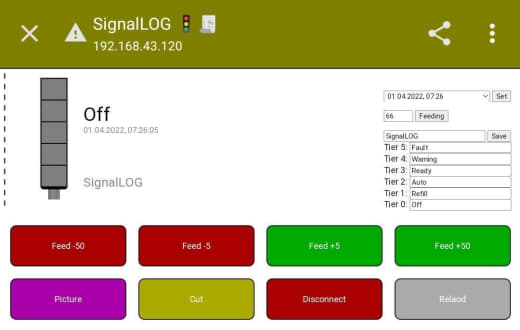 SignalLOG 🚦 📜
192.168.43.120
Off
01.04.2022, 07:26:05
SignalLOG
01.04.2022, 07:26 Set
66 Feeding
SignalLOG Save
Tier 5: Fault
Tier 4: Warning
Tier 3: Ready
Tier 2: Auto
Tier 1: Refill
Tier 0: Off
Feed -50
Feed -5
Feed +5
Feed +50
Picture
Cut
Disconnect
Relaod